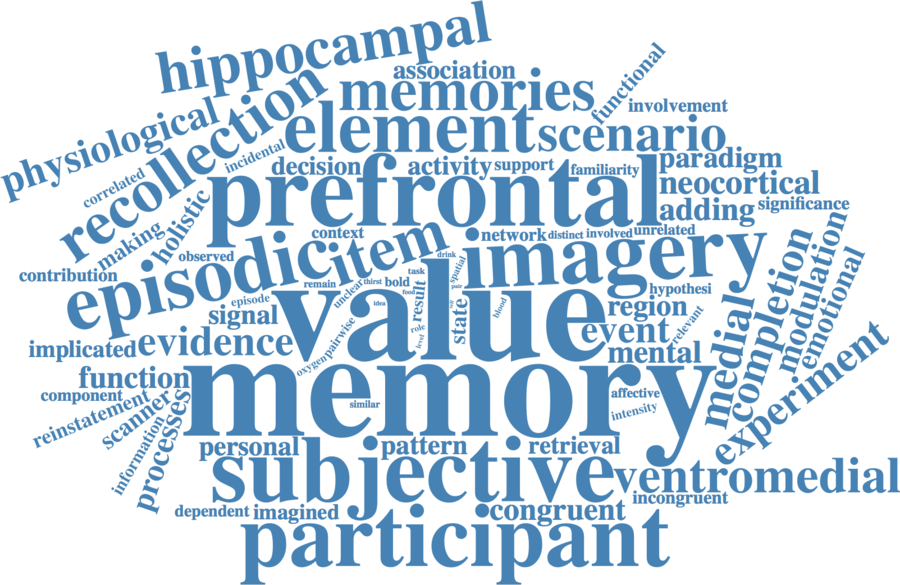 hippocampal
association
functional
memories
involvement
physiological
recollection
element
scenario
incidental
decision
activity
support
familiarity
paradigm
correlated
prefrontal
neocortical
holistic
adding
significance
making
context
network
distinct
involved
unrelated
observed
episodic
item
imagery
contribution
remain
thirst
bold
task
drink
spatial
pair
hypothesi
completion
modulation
emotional
medial
episode
unclear
food
result
state
blood
region
signal
idea
role
level
value
event
relevant
implicated
evidence
pairwise
oxygen
mental
function
memory
affective
experiment
component
similar
intensity
reinstatement
scanner
processes
information
personal
pattern
retrieval
subjective
ventromedial
incongruent
dependent
imagined
congruent
participant